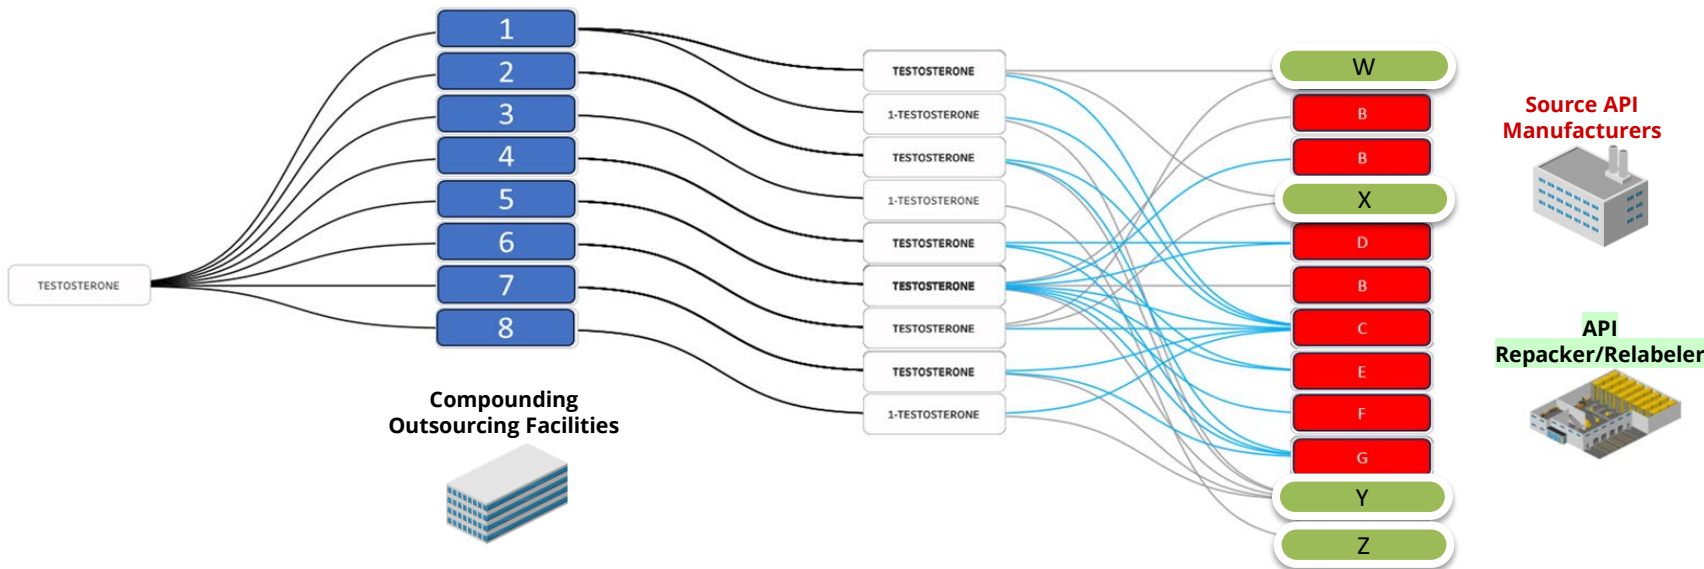 TESTOSTERONE
1
2
3
4
5
6
7
8
Compounding
Outsourcing Facilities
TESTOSTERONE
1-TESTOSTERONE
TESTOSTERONE
1-TESTOSTERONE
TESTOSTERONE
TESTOSTERONE
TESTOSTERONE
TESTOSTERONE
1-TESTOSTERONE
W
B
B
X
D
B
C
E
F
G
Y
Z
Source API
Manufacturers
API
Repacker/Relabeler